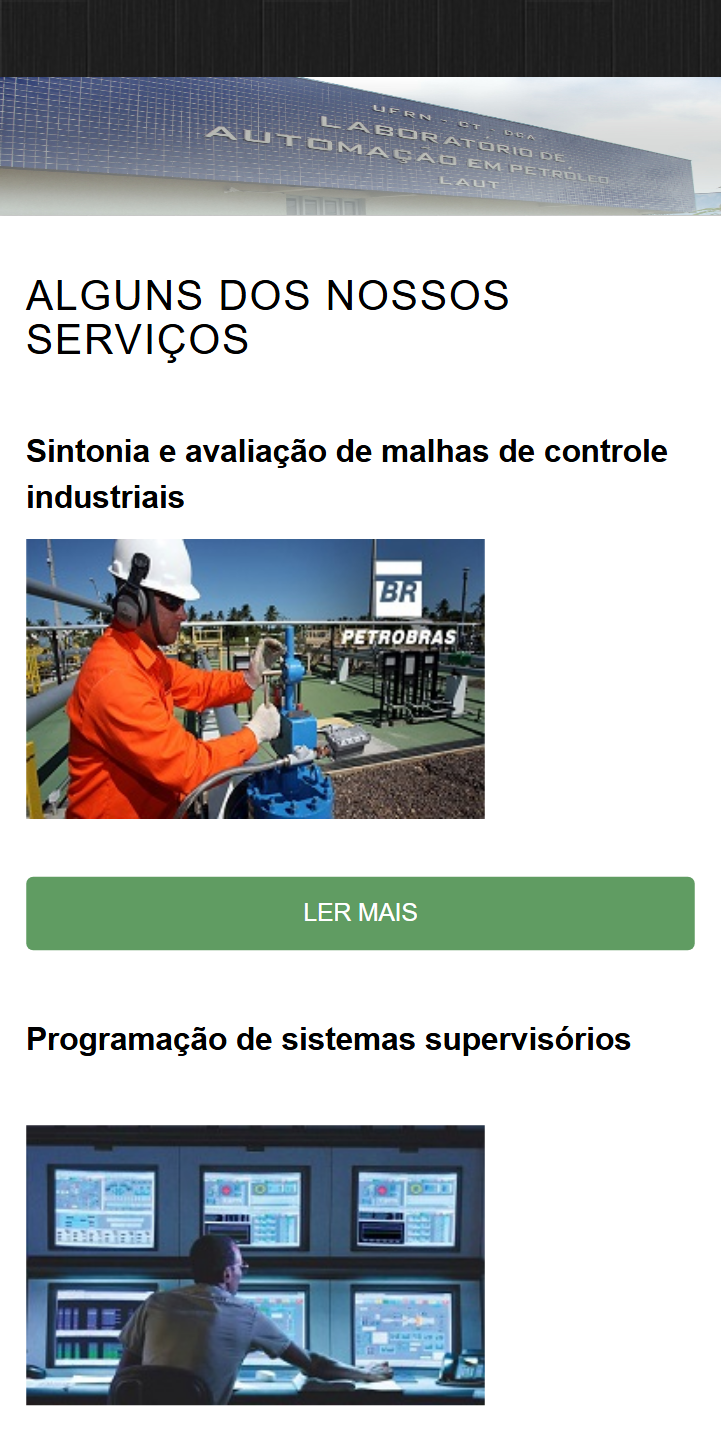 UFRN - CT - DCA
LABORATÓRIO DE
AUTOMAÇÃO EM PETRÓLEO
LAUT
ALGUNS DOS NOSSOS
SERVIÇOS
Sintonia e avaliação de malhas de controle
industriais
BR
PETROBRAS
LER MAIS
Programação de sistemas supervisórios